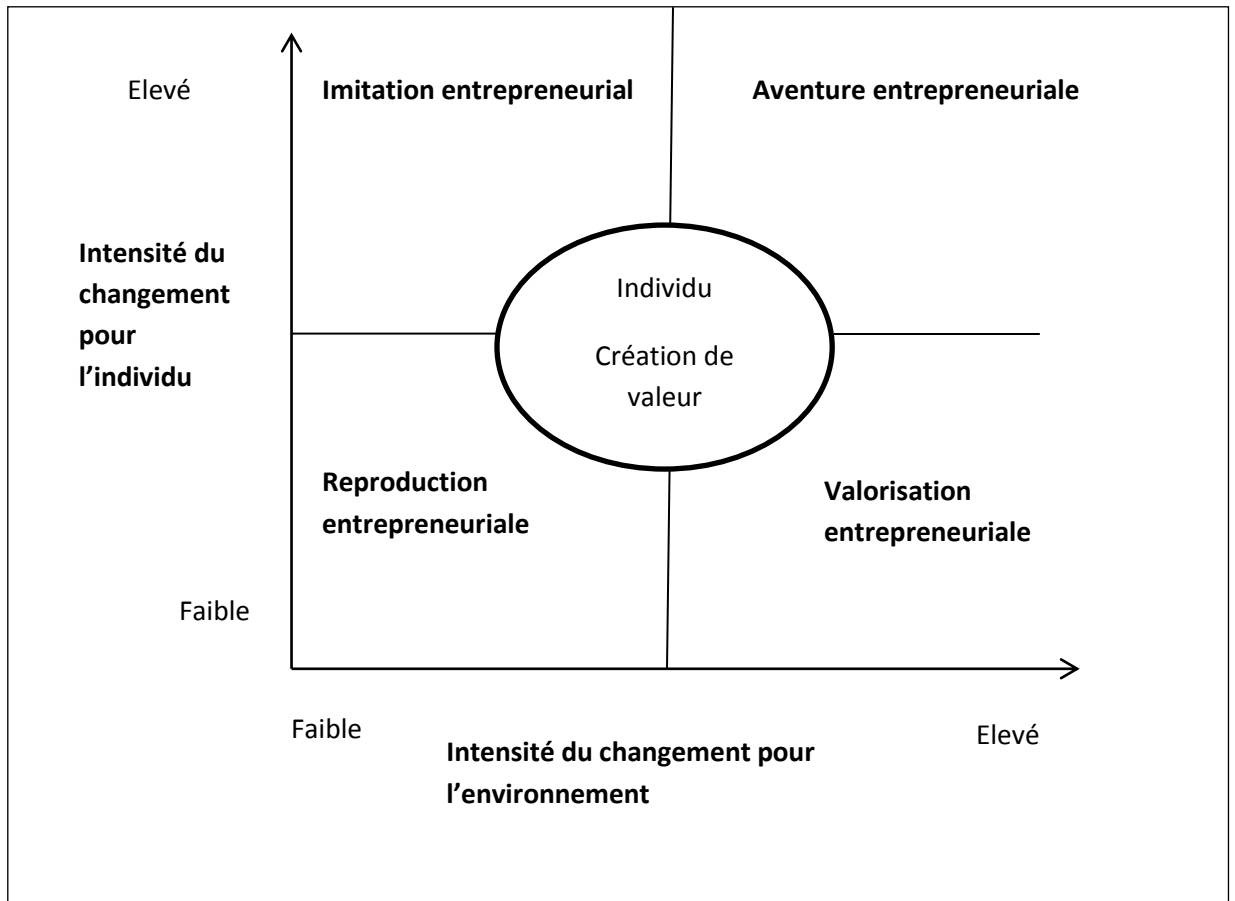 Elevé
Imitation entrepreneurial
Aventure entrepreneuriale
Intensité du
changement
pour
l’individu
Individu
Création de
valeur
Reproduction
entrepreneuriale
Valorisation
entrepreneuriale
Faible
Faible
Elevé
Intensité du changement pour
l’environnement